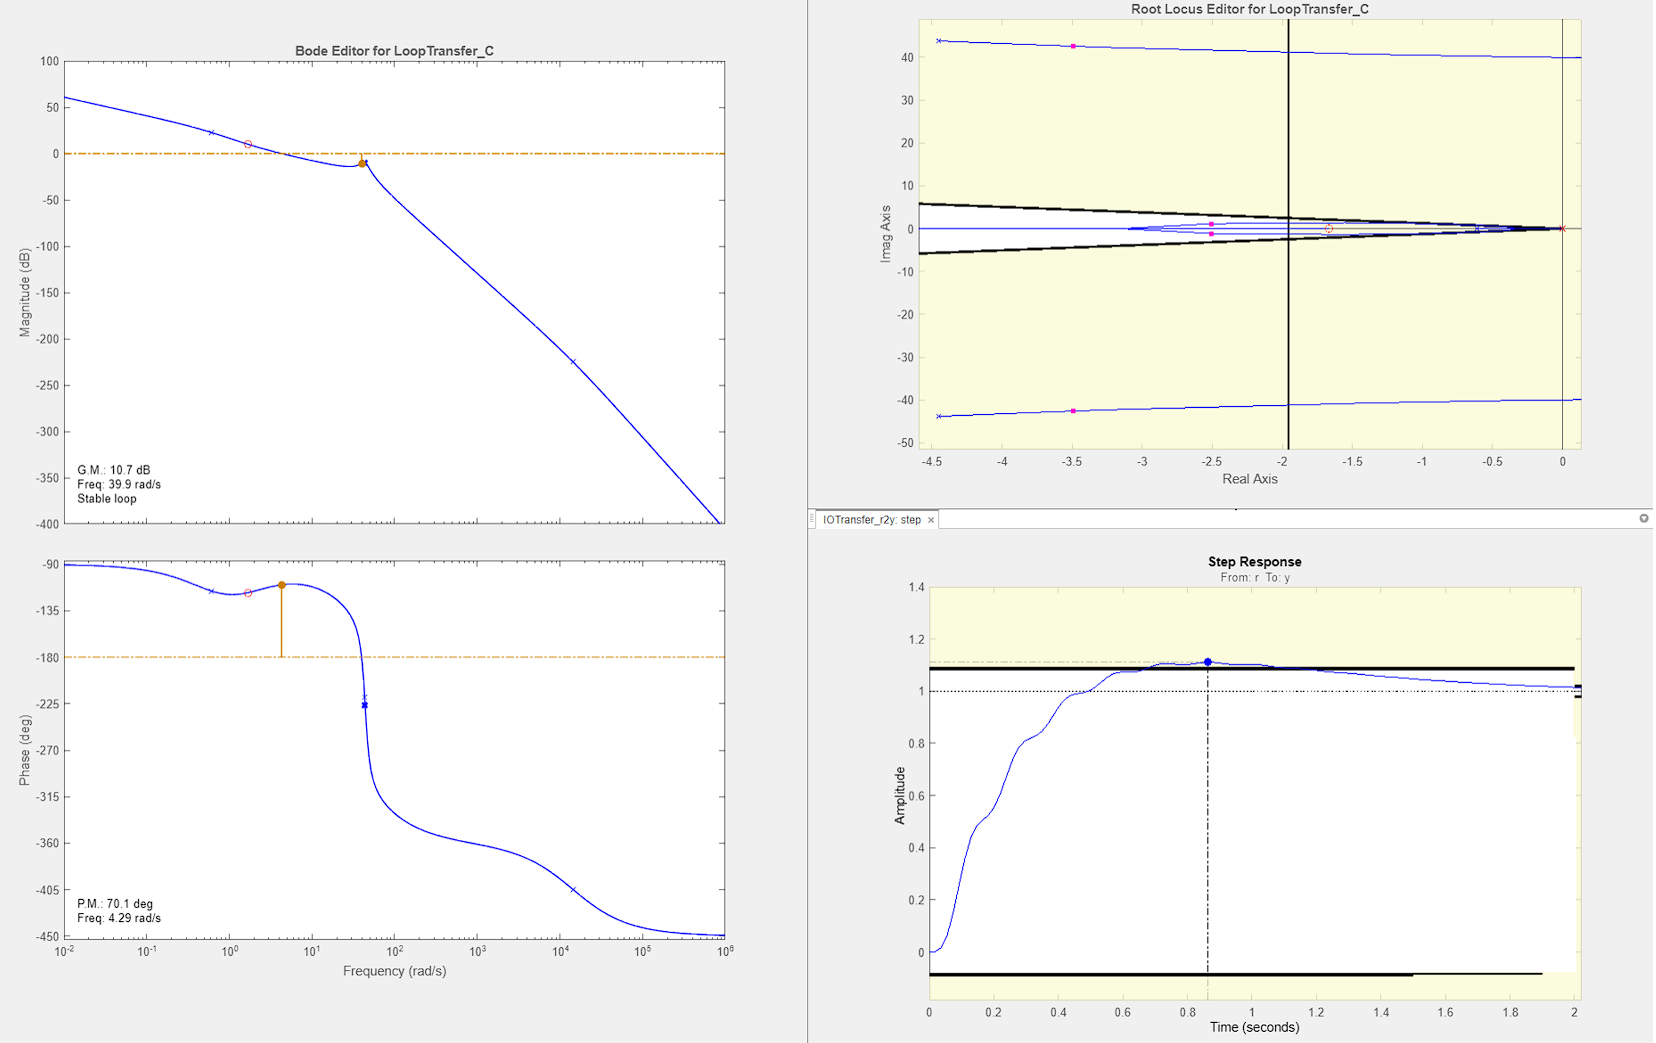 Bode Editor for LoopTransfer_C
100
50
0
-50
-100
-150
-200
-250
-300
-350
-400
Magnitude (dB)
G.M.: 10.7 dB
Freq: 39.9 rad/s
Stable loop
-90
-135
-180
-225
-270
-315
-360
-405
-450
Phase (deg)
P.M.: 70.1 deg
Freq: 4.29 rad/s
10^-2 10^-1 10^0 10^1 10^2 10^3 10^4 10^5 10^6
Frequency (rad/s)
Root Locus Editor for LoopTransfer_C
40
30
20
10
0
-10
-20
-30
-40
-50
Imag Axis
-4.5 -4 -3.5 -3 -2.5 -2 -1.5 -1 -0.5 0
Real Axis
IOTransfer_r2y: step
Step Response
From: r To: y
1.4
1.2
1
0.8
0.6
0.4
0.2
0
Amplitude
0 0.2 0.4 0.6 0.8 1 1.2 1.4 1.6 1.8 2
Time (seconds)